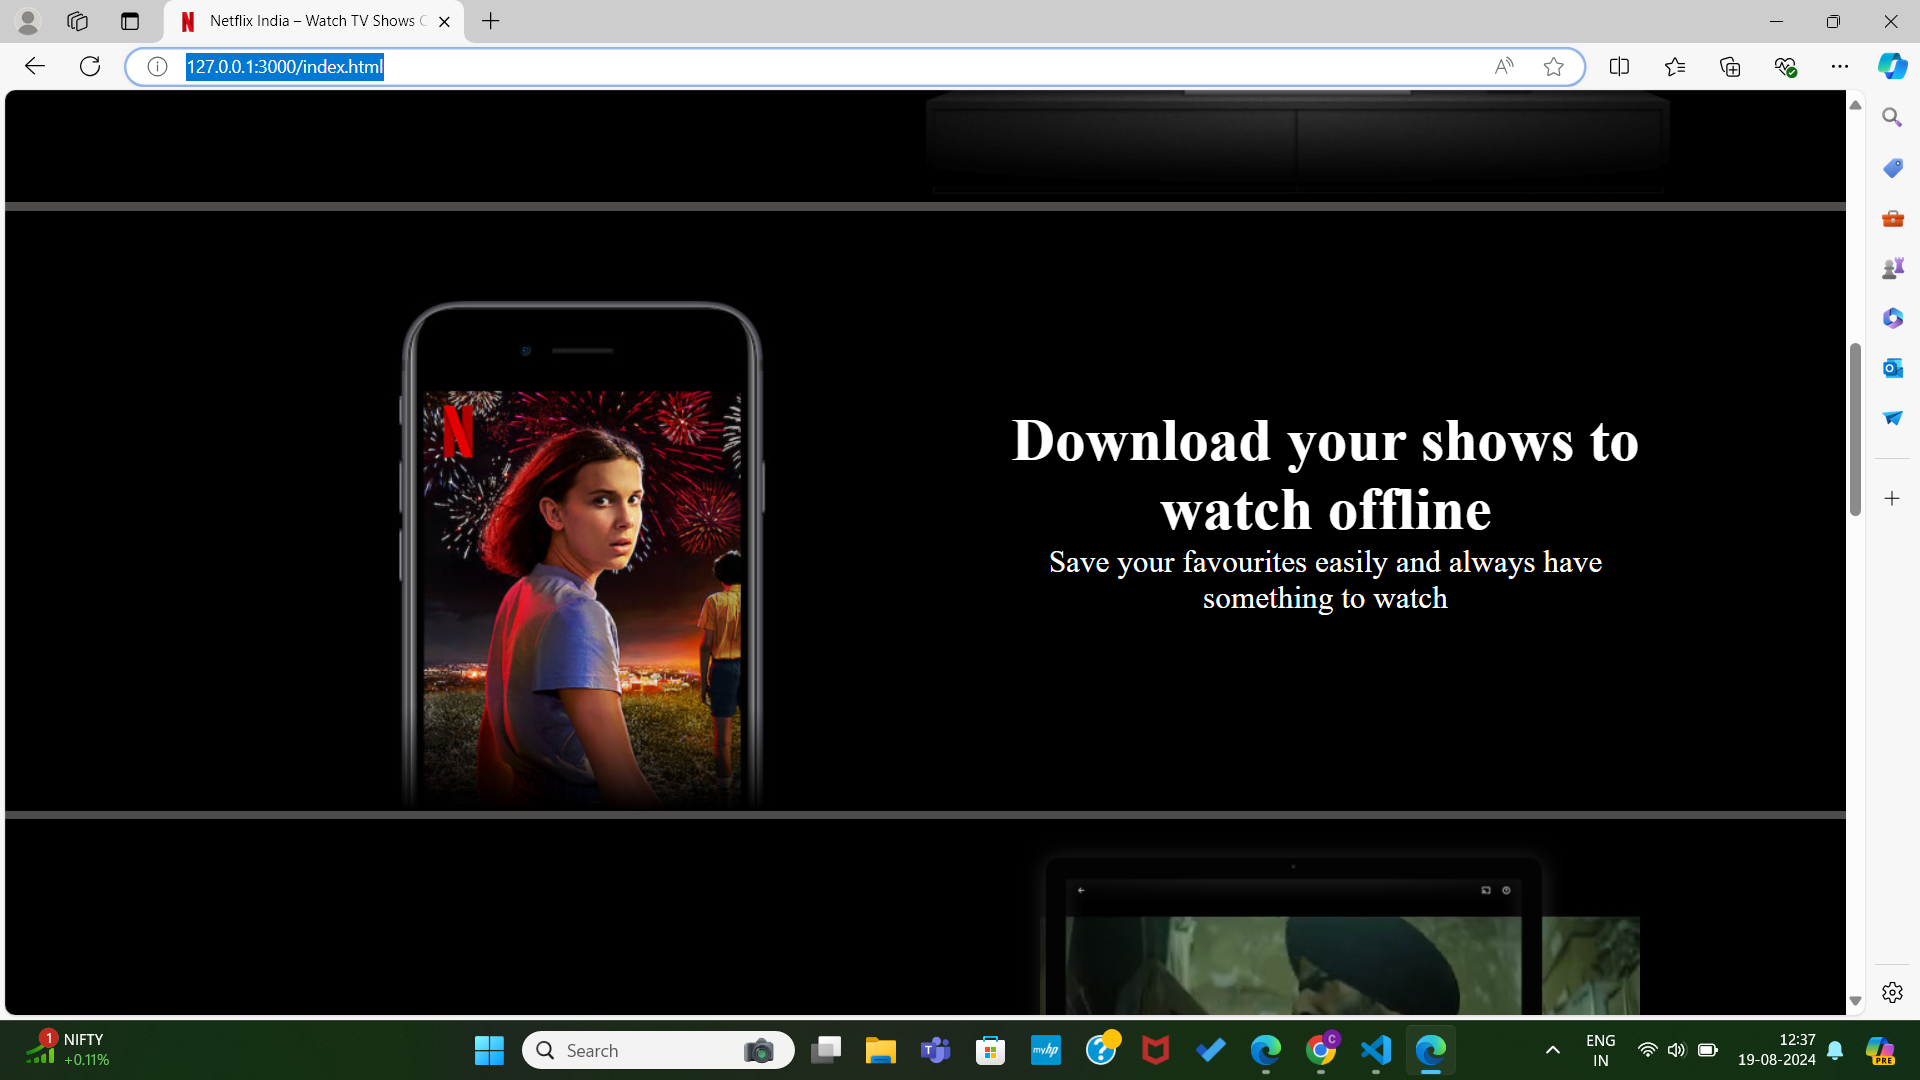 Netflix India – Watch TV Shows
127.0.0.1:3000/index.html
N
Download your shows to
watch offline
Save your favourites easily and always have
something to watch
1
NIFTY
+0.11%
Search
myhp
C
ENG
IN
12:37
19-08-2024
PRE